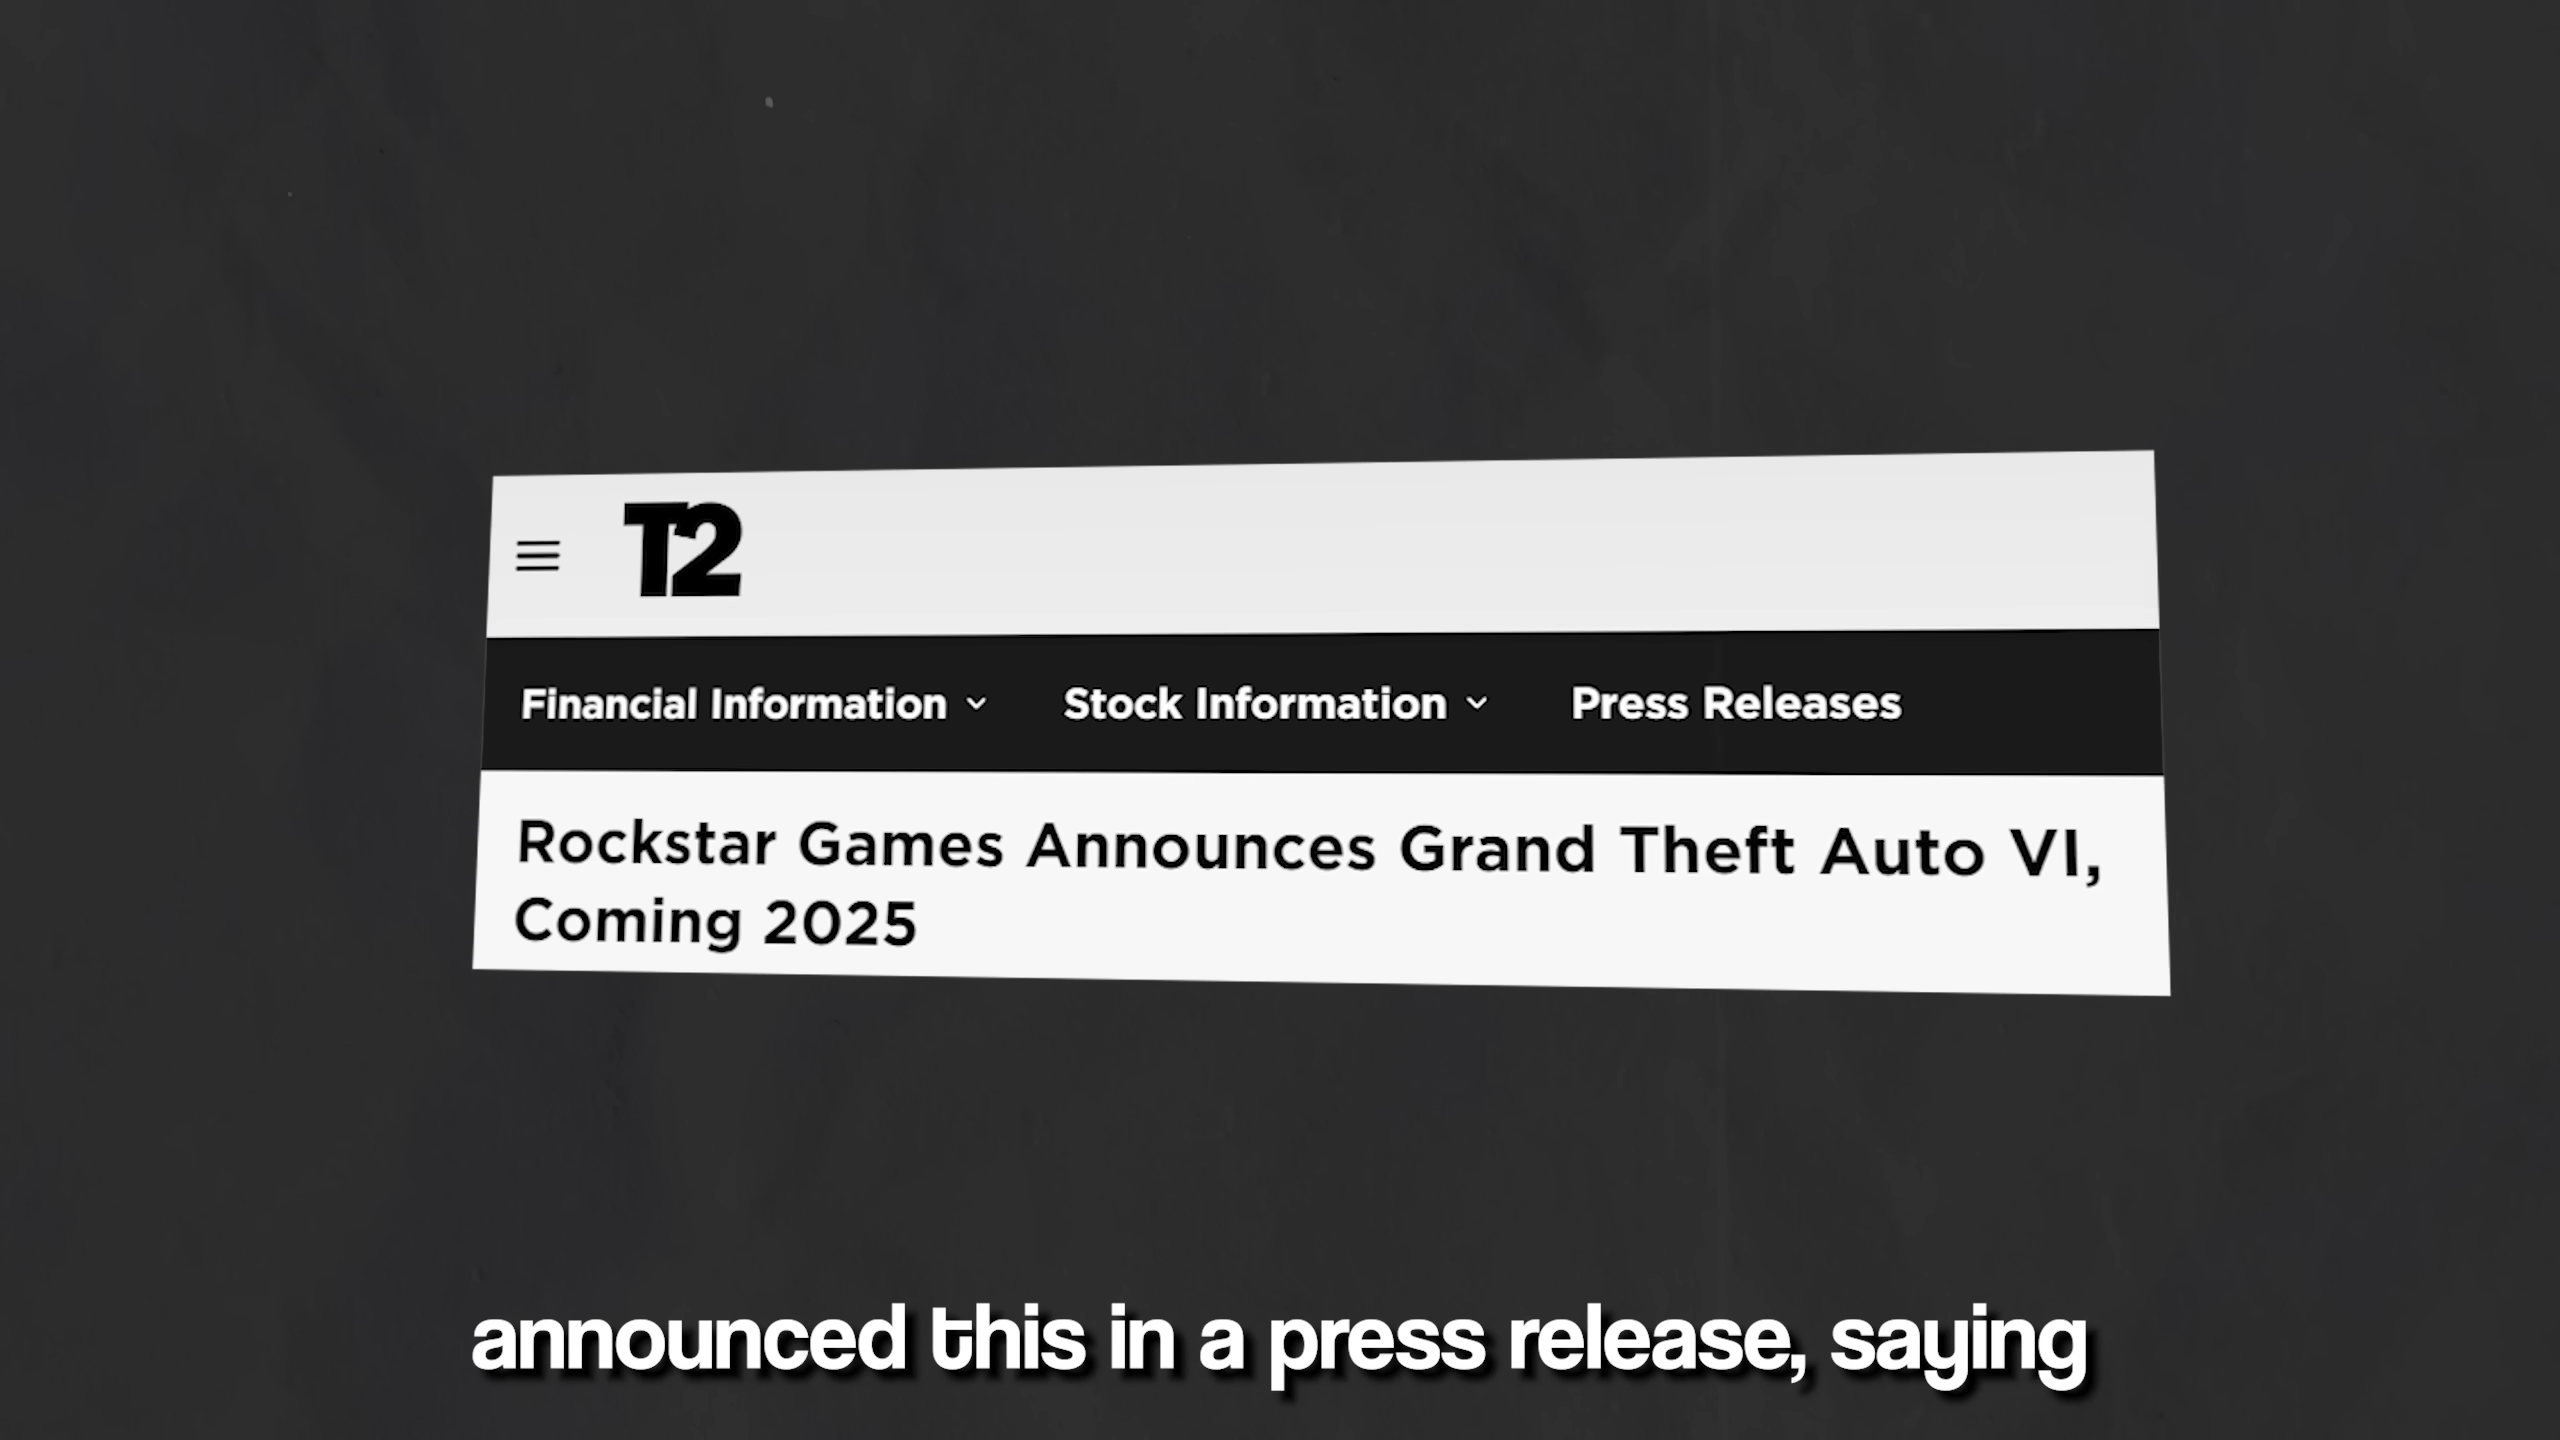 T2
Financial Information Stock Information Press Releases
Rockstar Games Announces Grand Theft Auto VI,
Coming 2025
announced this in a press release, saying